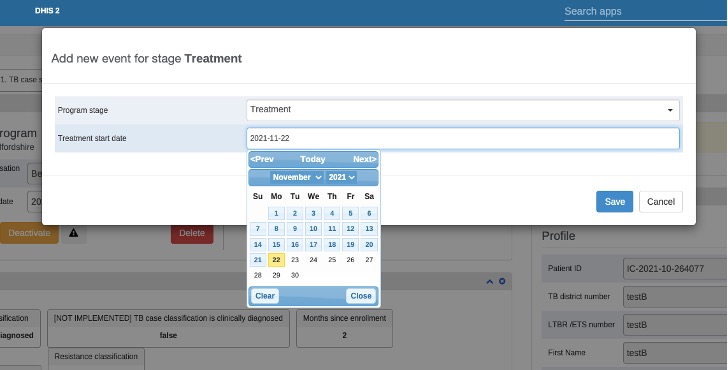 DHIS 2
Search apps
Add new event for stage Treatment
1. TB case s
Program stage
Treatment
Treatment start date
2021-11-22
<Prev Today Next>
November 2021
Su Mo Tu We Th Fr Sa
1 2 3 4 5 6
7 8 9 10 11 12 13
14 15 16 17 18 19 20
21 22 23 24 25 26 27
28 29 30
Clear Close
Save Cancel
rogram
lfordshire
sation Be
date 20
Deactivate
Delete
Profile
Patient ID IC-2021-10-264077
TB district number testB
LTBR /ETS number testB
First Name testB
sification
iagnosed
[NOT IMPLEMENTED] TB case classification is clinically diagnosed
false
Months since enrollment
2
Resistance classification